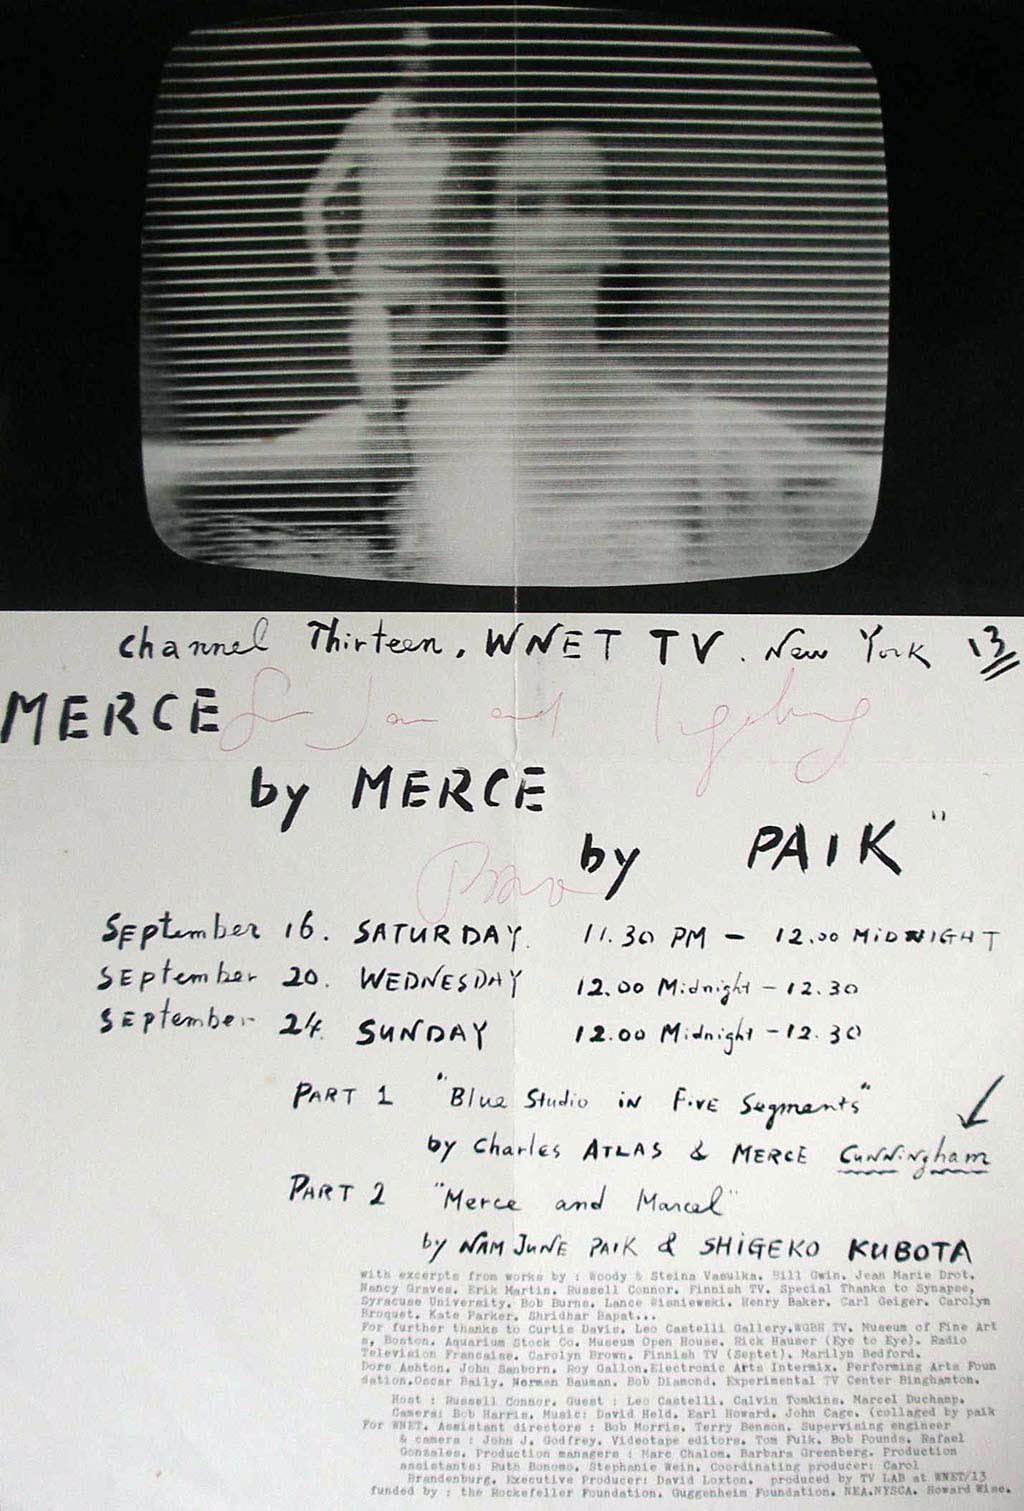 channel Thirteen. WNET TV. New York 13
MERCE
by MERCE
by PAIK"
September 16. SATURDAY. 11.30 PM - 12.00 MIDNIGHT
SEptember 20. WEDNESDAY 12.00 Midnight - 12.30
SEptember 24. SUNDAY 12.00 Midnight - 12.30
PART 1 "Blue Studio iN FiVE Segments"
by Charles ATLAS & MERCE CUNNingham
PART 2 "Merce and Marcel"
by NAM JUNE PAIK & SHIGEKO KUBOTA
with excerpts from works by : Woody & Steina Vasulka. Bill Gwin. Jean Marie Drot.
Nancy Graves. Erik Martin. Russell Connor. Finnish TV. Special Thanks to Synapse,
Syracuse University. Bob Burns. Lance Wisniewski. Henry Baker. Carl Geiger. Carolyn
Broquet. Kate Parker. Shridhar Bapat...
For further thanks to Curtis Davis. Leo Castelli Gallery.WGBH TV. Museum of Fine Art
s, Boston. Aquarium Stock Co. Museum Open House. Rick Hauser (Eye to Eye). Radio
Television Francaise. Carolyn Brown. Finnish TV (Septet). Marilyn Bedford.
Dore Ashton. John Sanborn. Roy Gallon.Electronic Arts Intermix. Performing Arts Foun
dation.Oscar Baily. Norman Bauman. Bob Diamond. Experimental TV Center Binghamton.
Host : Russell Connor. Guest : Leo Castelli. Calvin Tomkins. Marcel Duchamp.
Camera: Bob Harris. Music: David Held. Earl Howard. John Cage. (collaged by paik
For WNET. Assistant directors : Bob Morris. Terry Benson. Supervising engineer
& camera : John J. Godfrey. Videotape editors. Tom Fulk. Bob Pounds. Rafael
Gonzales. Production managers : Marc Chalom. Barbara Greenberg. Production
assistants: Ruth Bonomo. Stephanie Wein. Coordinating producer: Carol
Brandenburg. Executive Producer: David Loxton. produced by TV LAB at WNET/13
funded by : the Rockefeller Foundation. Guggenheim Foundation. NEA.NYSCA. Howard Wise.